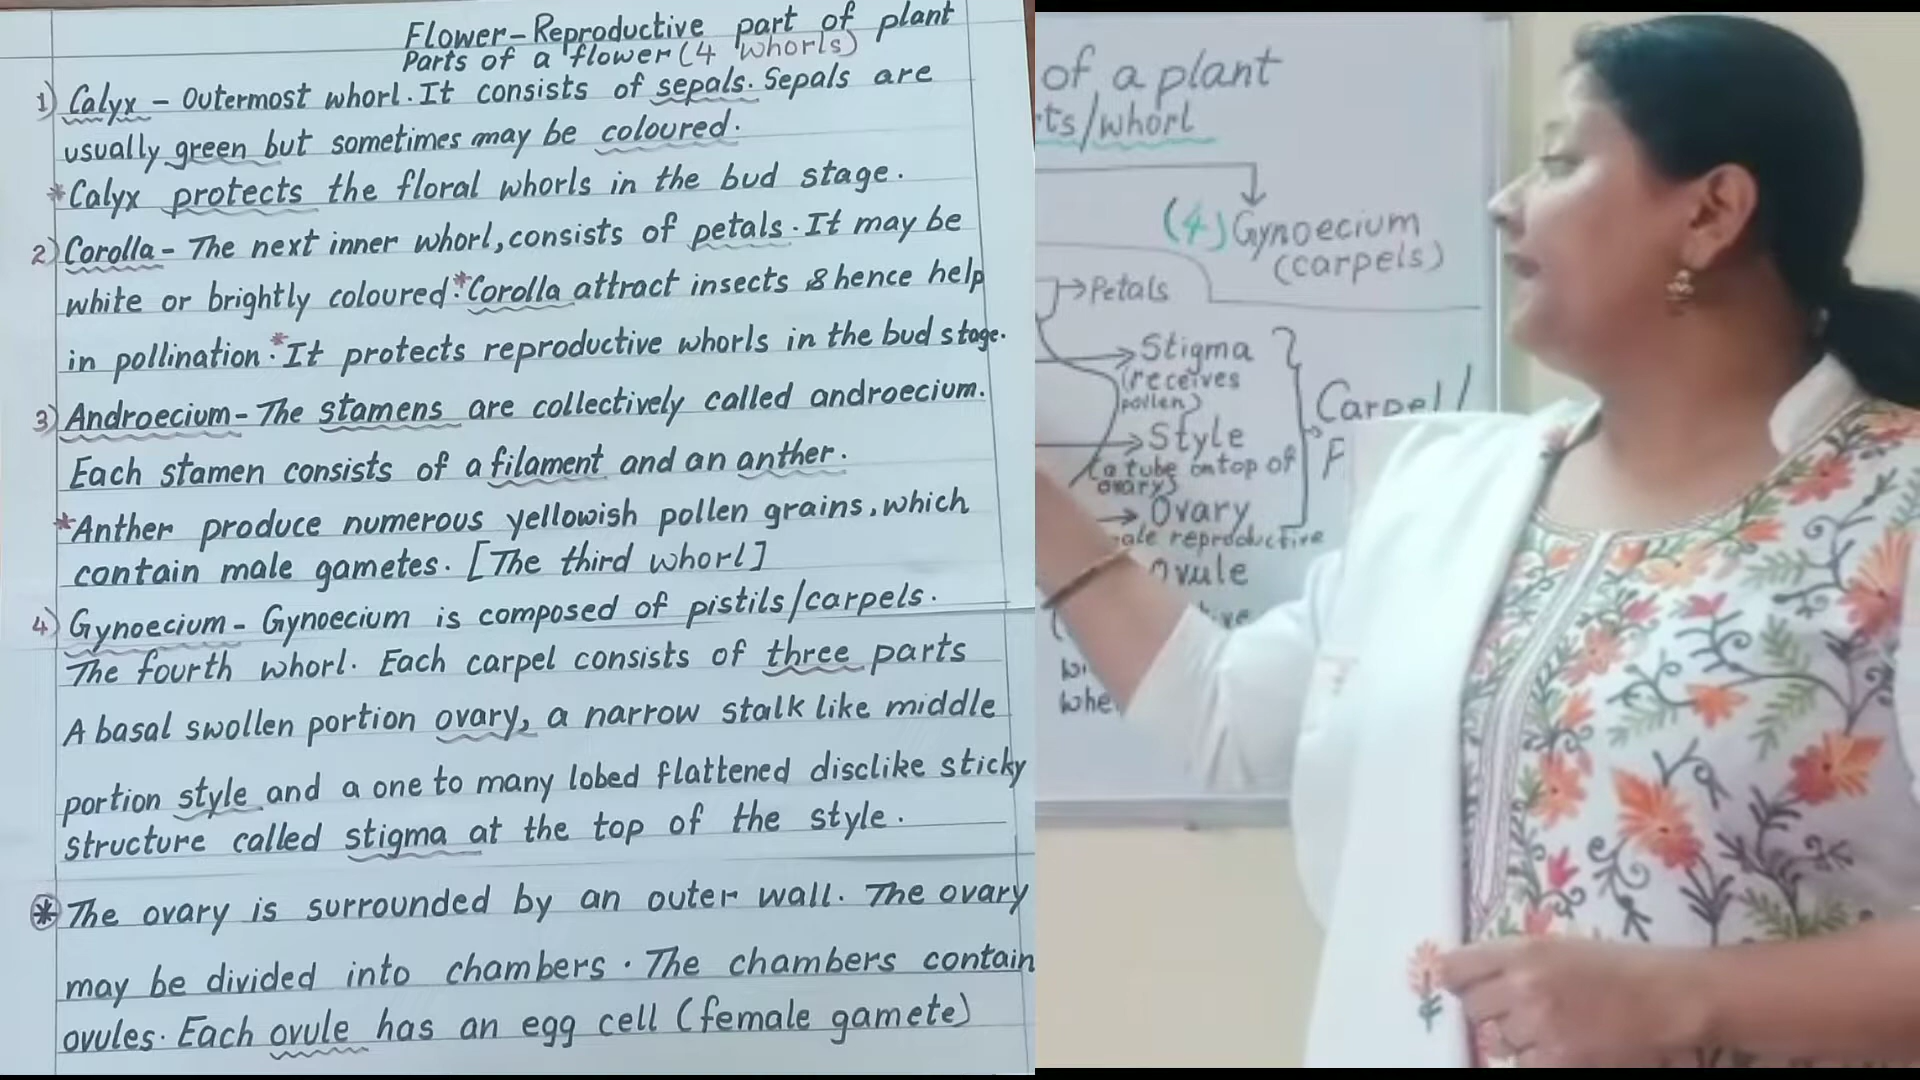 Flower-Reproductive part of plant
Parts of a flower (4 whorls)
1) Calyx - Outermost whorl. It consists of sepals. Sepals are
usually green but sometimes may be coloured.
*Calyx protects the floral whorls in the bud stage.
2) Corolla - The next inner whorl, consists of petals. It may be
white or brightly coloured. *Corolla attract insects & hence help
in pollination. *It protects reproductive whorls in the bud stage.
3) Androecium - The stamens are collectively called androecium.
Each stamen consists of a filament and an anther.
*Anther produce numerous yellowish pollen grains, which
contain male gametes. [The third whorl]
4) Gynoecium - Gynoecium is composed of pistils/carpels.
The fourth whorl. Each carpel consists of three parts
A basal swollen portion ovary, a narrow stalk like middle
portion style and a one to many lobed flattened disclike sticky
structure called stigma at the top of the style.
* The ovary is surrounded by an outer wall. The ovary
may be divided into chambers. The chambers contain
ovules. Each ovule has an egg cell (female gamete)
of a plant
ts/whorl
(4) Gynoecium
(carpels)
Petals
Stigma
(receives
pollen)
Carpel/
Style
(a tube on top of
ovary)
Ovary
ale reproductive
Ovule